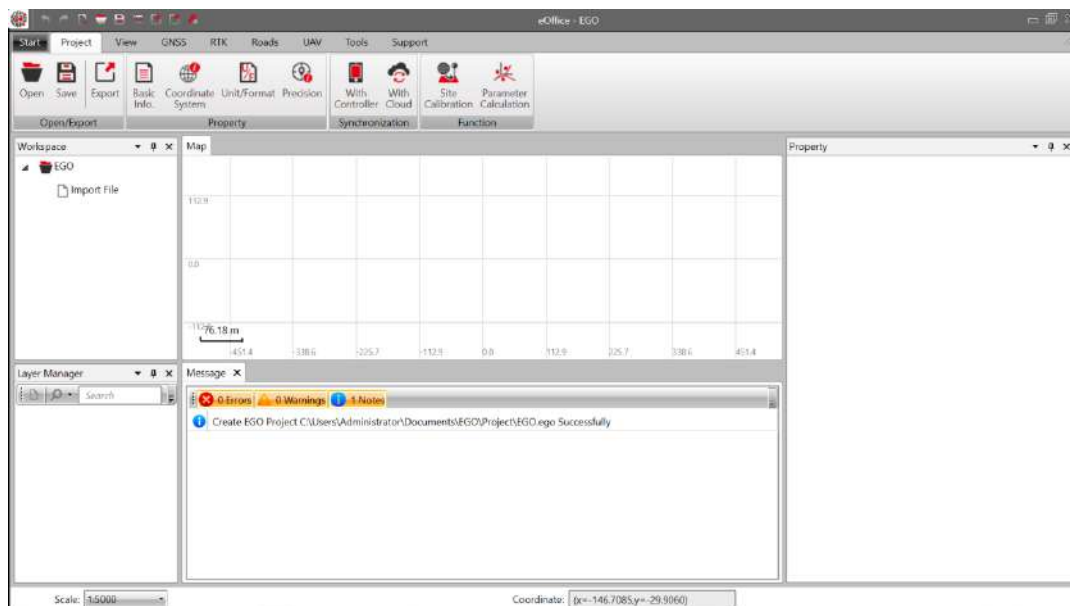 eOffice - EGO
Start Project View GNSS RTK Roads UAV Tools Support
Open Save Export Basic Info. Coordinate System Unit/Format Precision With Controller With Cloud Site Calibration Parameter Calculation
Open/Export Property Synchronization Function
Workspace
Map
Property
EGO
Import File
112.9
0.0
-112.9
76.18 m
-451.4 -338.6 -225.7 -112.9 0.0 112.9 225.7 338.6 451.4
Layer Manager
Message
Search
0 Errors 0 Warnings 1 Notes
Create EGO Project C:\Users\Administrator\Documents\EGO\Project\EGO.ego Successfully
Scale: 1:5000
Coordinate: (x=-146.7085,y=-29.9060)